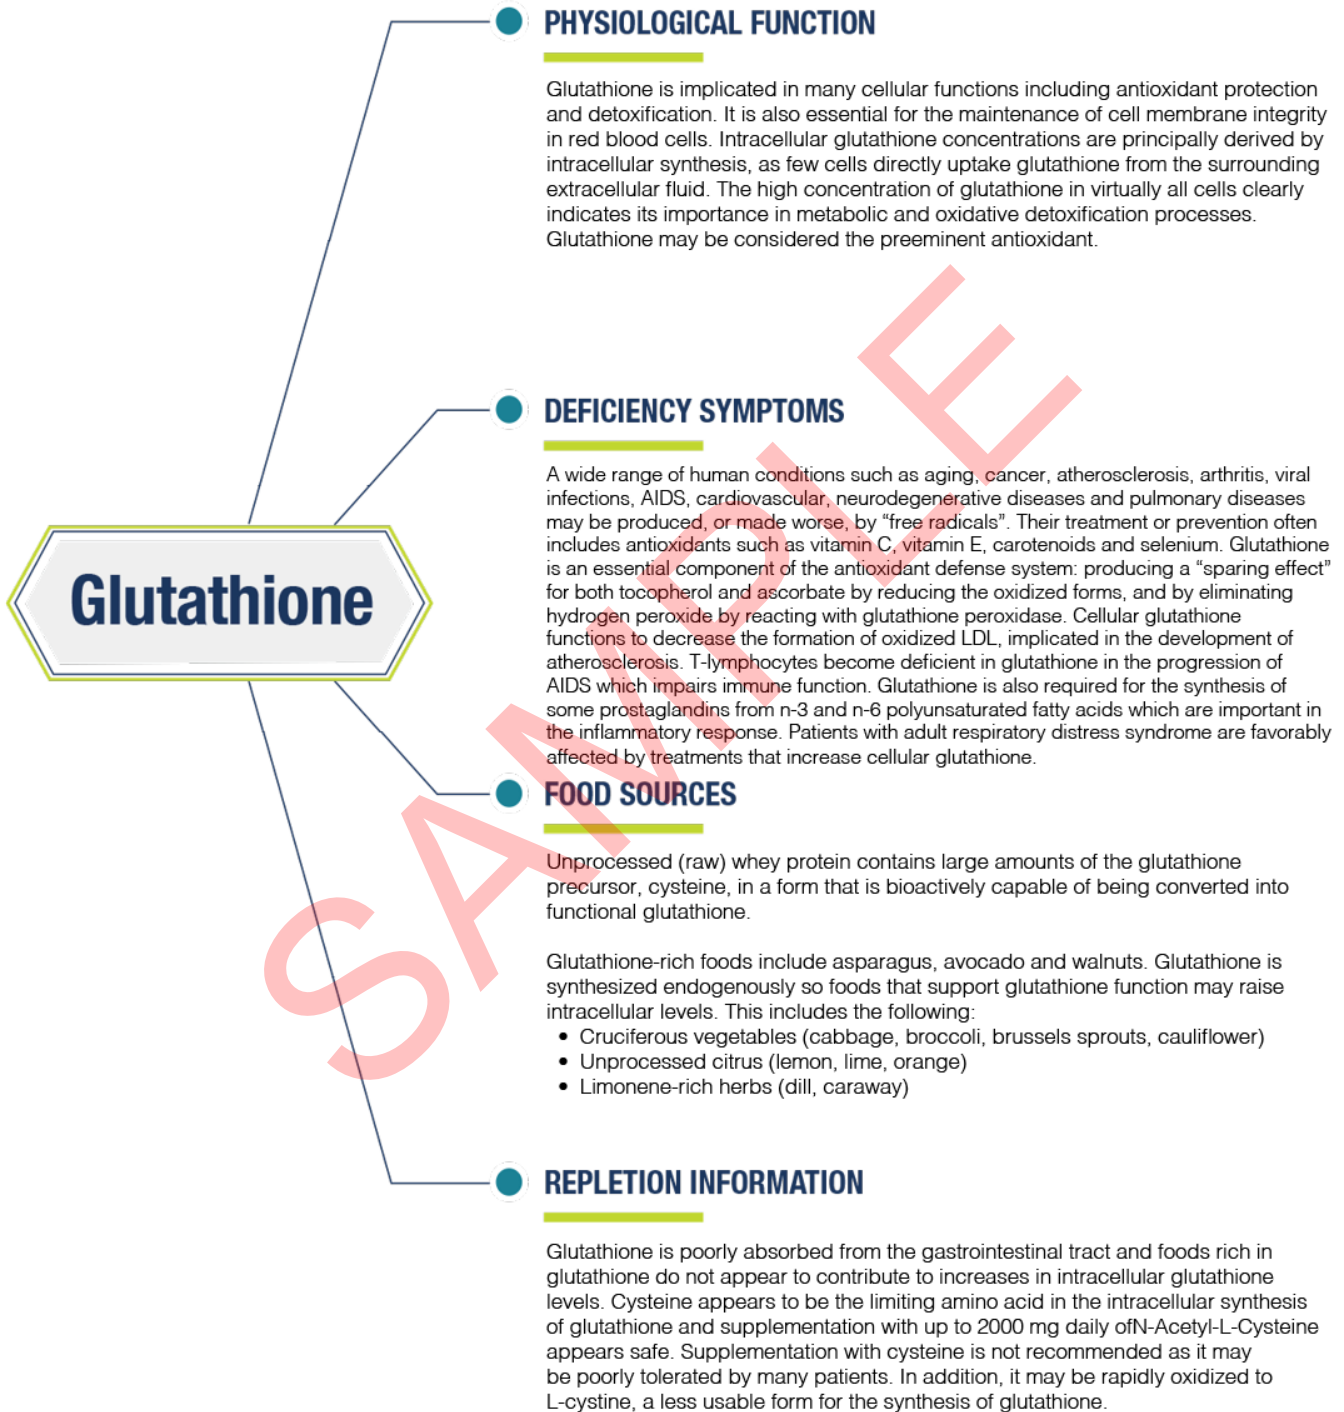 PHYSIOLOGICAL FUNCTION
Glutathione is implicated in many cellular functions including antioxidant protection
and detoxification. It is also essential for the maintenance of cell membrane integrity
in red blood cells. Intracellular glutathione concentrations are principally derived by
intracellular synthesis, as few cells directly uptake glutathione from the surrounding
extracellular fluid. The high concentration of glutathione in virtually all cells clearly
indicates its importance in metabolic and oxidative detoxification processes.
Glutathione may be considered the preeminent antioxidant.
DEFICIENCY SYMPTOMS
A wide range of human conditions such as aging, cancer, atherosclerosis, arthritis, viral
infections, AIDS, cardiovascular, neurodegenerative diseases and pulmonary diseases
may be produced, or made worse, by “free radicals”. Their treatment or prevention often
includes antioxidants such as vitamin C, vitamin E, carotenoids and selenium. Glutathione
is an essential component of the antioxidant defense system: producing a “sparing effect”
for both tocopherol and ascorbate by reducing the oxidized forms, and by eliminating
hydrogen peroxide by reacting with glutathione peroxidase. Cellular glutathione
functions to decrease the formation of oxidized LDL, implicated in the development of
atherosclerosis. T-lymphocytes become deficient in glutathione in the progression of
AIDS which impairs immune function. Glutathione is also required for the synthesis of
some prostaglandins from n-3 and n-6 polyunsaturated fatty acids which are important in
the inflammatory response. Patients with adult respiratory distress syndrome are favorably
affected by treatments that increase cellular glutathione.
Glutathione
FOOD SOURCES
Unprocessed (raw) whey protein contains large amounts of the glutathione
precursor, cysteine, in a form that is bioactively capable of being converted into
functional glutathione.
Glutathione-rich foods include asparagus, avocado and walnuts. Glutathione is
synthesized endogenously so foods that support glutathione function may raise
intracellular levels. This includes the following:
• Cruciferous vegetables (cabbage, broccoli, brussels sprouts, cauliflower)
• Unprocessed citrus (lemon, lime, orange)
• Limonene-rich herbs (dill, caraway)
REPLETION INFORMATION
Glutathione is poorly absorbed from the gastrointestinal tract and foods rich in
glutathione do not appear to contribute to increases in intracellular glutathione
levels. Cysteine appears to be the limiting amino acid in the intracellular synthesis
of glutathione and supplementation with up to 2000 mg daily ofN-Acetyl-L-Cysteine
appears safe. Supplementation with cysteine is not recommended as it may
be poorly tolerated by many patients. In addition, it may be rapidly oxidized to
L-cystine, a less usable form for the synthesis of glutathione.
SAMPLE